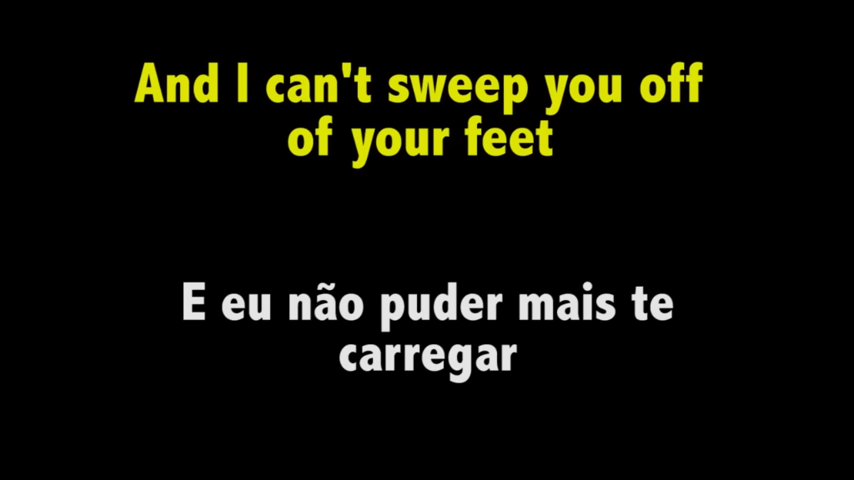 And I can't sweep you off
of your feet
E eu não puder mais te
carregar